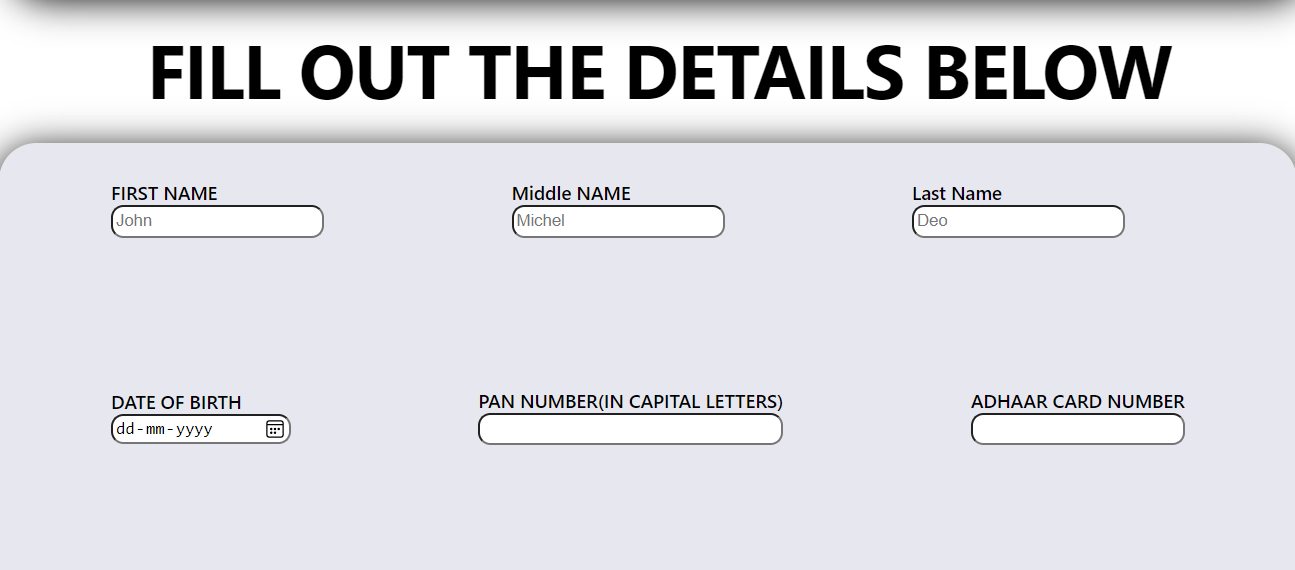 FILL OUT THE DETAILS BELOW
FIRST NAME Middle NAME Last Name
John Michel Deo
DATE OF BIRTH PAN NUMBER(IN CAPITAL LETTERS) ADHAAR CARD NUMBER
dd-mm-yyyy